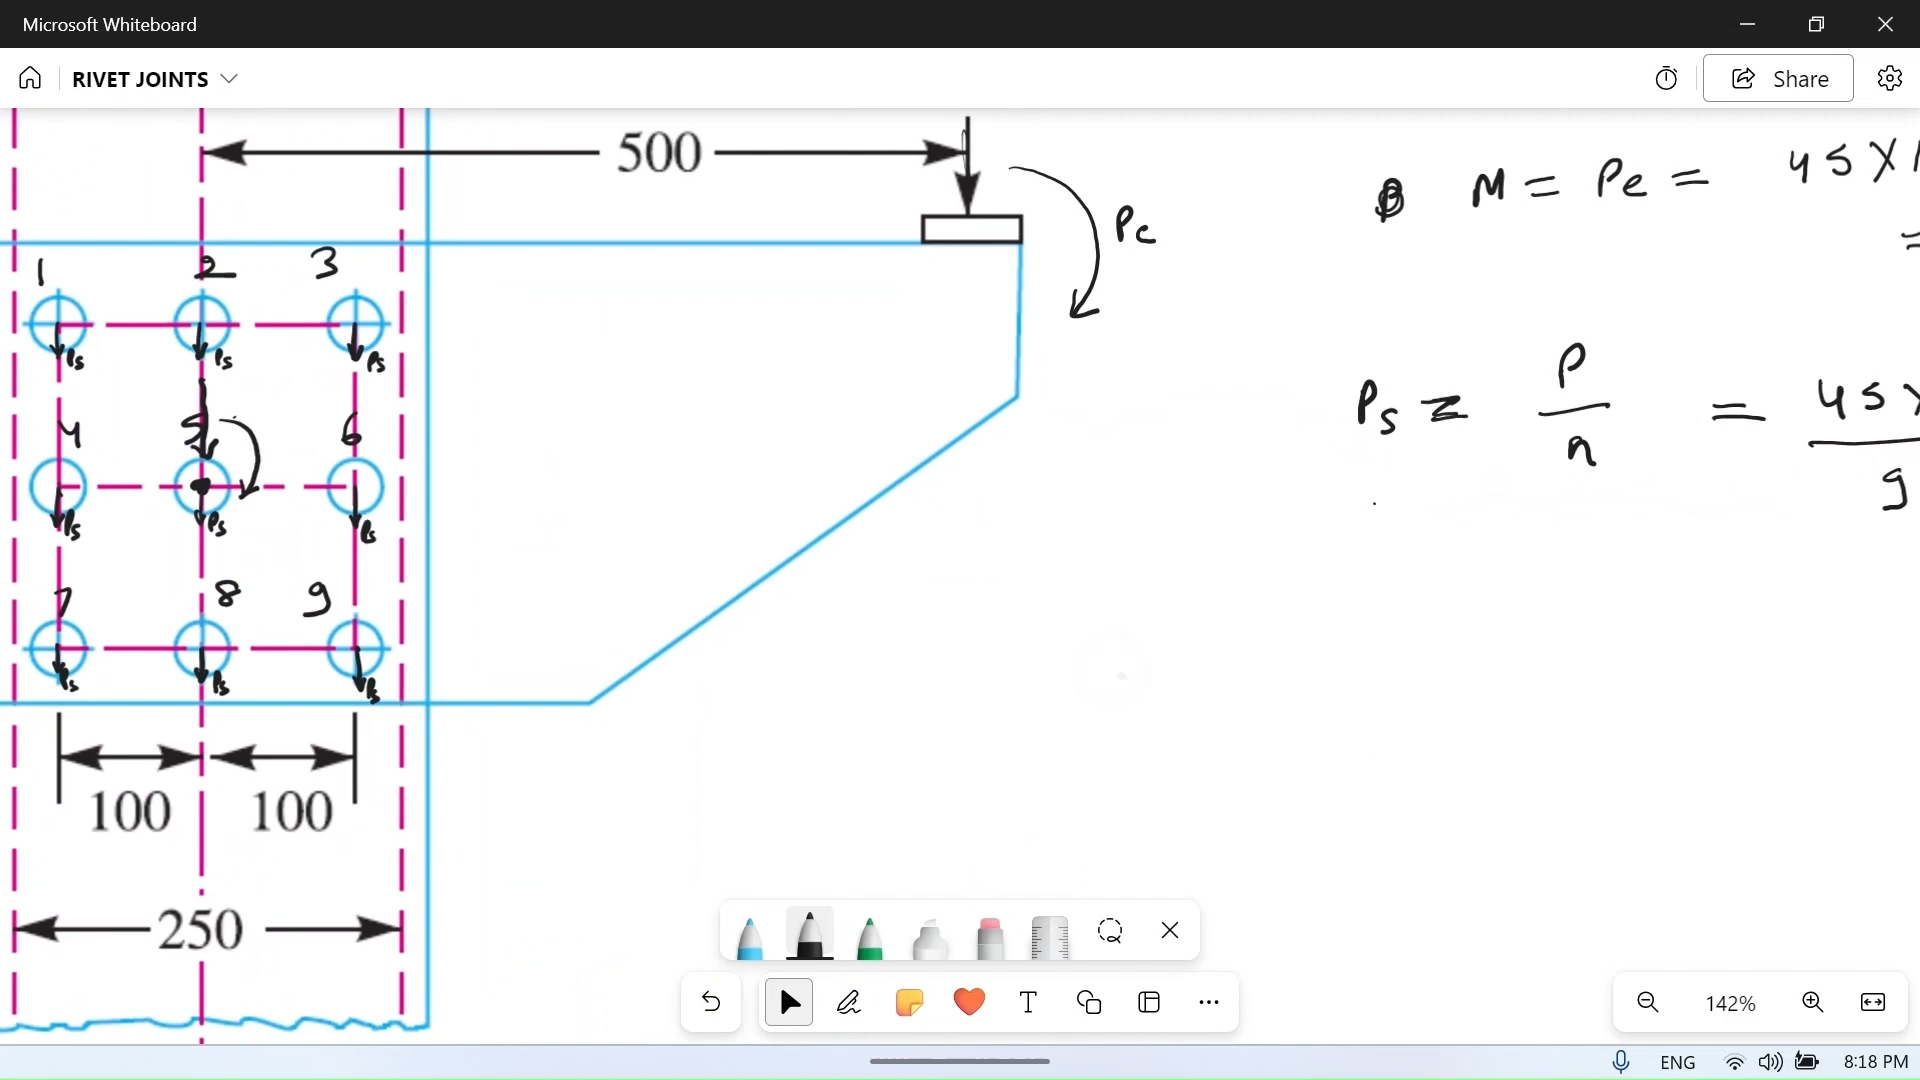 Microsoft Whiteboard
RIVET JOINTS
Share
500
Pe
M = Pe = 45 X
=
1 2 3
Ps Ps Ps
Ps = P/n = 45 X / 9
4 5 6
Ps Ps Ps
7 8 9
Ps Ps Ps
100 100
250
142%
ENG 8:18 PM